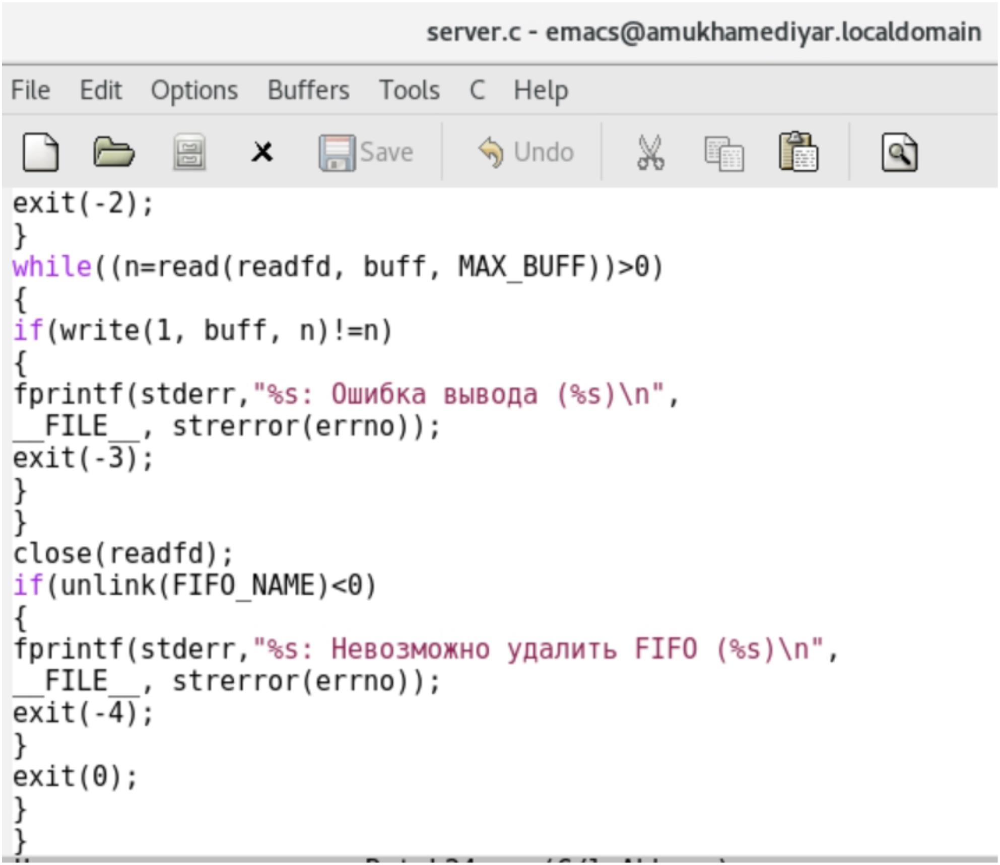 server.c - emacs@amukhamediyar.localdomain
File Edit Options Buffers Tools C Help
Save Undo
exit(-2);
}
while((n=read(readfd, buff, MAX_BUFF))>0)
{
if(write(1, buff, n)!=n)
{
fprintf(stderr,"%s: Ошибка вывода (%s)\n",
__FILE__, strerror(errno));
exit(-3);
}
}
close(readfd);
if(unlink(FIFO_NAME)<0)
{
fprintf(stderr,"%s: Невозможно удалить FIFO (%s)\n",
__FILE__, strerror(errno));
exit(-4);
}
exit(0);
}
}